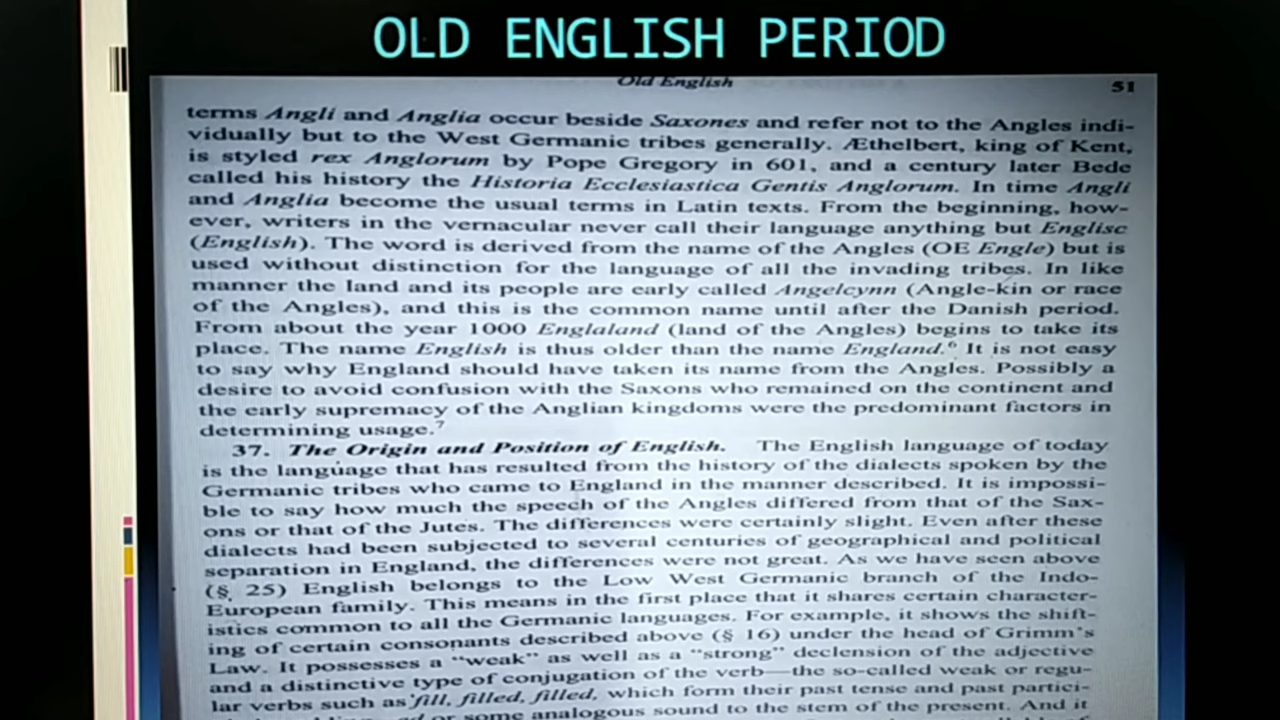 OLD ENGLISH PERIOD
Old English 51
terms Angli and Anglia occur beside Saxones and refer not to the Angles indi-
vidually but to the West Germanic tribes generally. Æthelbert, king of Kent,
is styled rex Anglorum by Pope Gregory in 601, and a century later Bede
called his history the Historia Ecclesiastica Gentis Anglorum. In time Angli
and Anglia become the usual terms in Latin texts. From the beginning, how-
ever, writers in the vernacular never call their language anything but Englisc
(English). The word is derived from the name of the Angles (OE Engle) but is
used without distinction for the language of all the invading tribes. In like
manner the land and its people are early called Angelcynn (Angle-kin or race
of the Angles), and this is the common name until after the Danish period.
From about the year 1000 Englaland (land of the Angles) begins to take its
place. The name English is thus older than the name England.⁶ It is not easy
to say why England should have taken its name from the Angles. Possibly a
desire to avoid confusion with the Saxons who remained on the continent and
the early supremacy of the Anglian kingdoms were the predominant factors in
determining usage.⁷
37. The Origin and Position of English. The English language of today
is the language that has resulted from the history of the dialects spoken by the
Germanic tribes who came to England in the manner described. It is impossi-
ble to say how much the speech of the Angles differed from that of the Sax-
ons or that of the Jutes. The differences were certainly slight. Even after these
dialects had been subjected to several centuries of geographical and political
separation in England, the differences were not great. As we have seen above
(§ 25) English belongs to the Low West Germanic branch of the Indo-
European family. This means in the first place that it shares certain character-
istics common to all the Germanic languages. For example, it shows the shift-
ing of certain consonants described above (§ 16) under the head of Grimm's
Law. It possesses a "weak" as well as a "strong" declension of the adjective
and a distinctive type of conjugation of the verb—the so-called weak or regu-
lar verbs such as fill, filled, filled, which form their past tense and past partici-
or some analogous sound to the stem of the present. And it